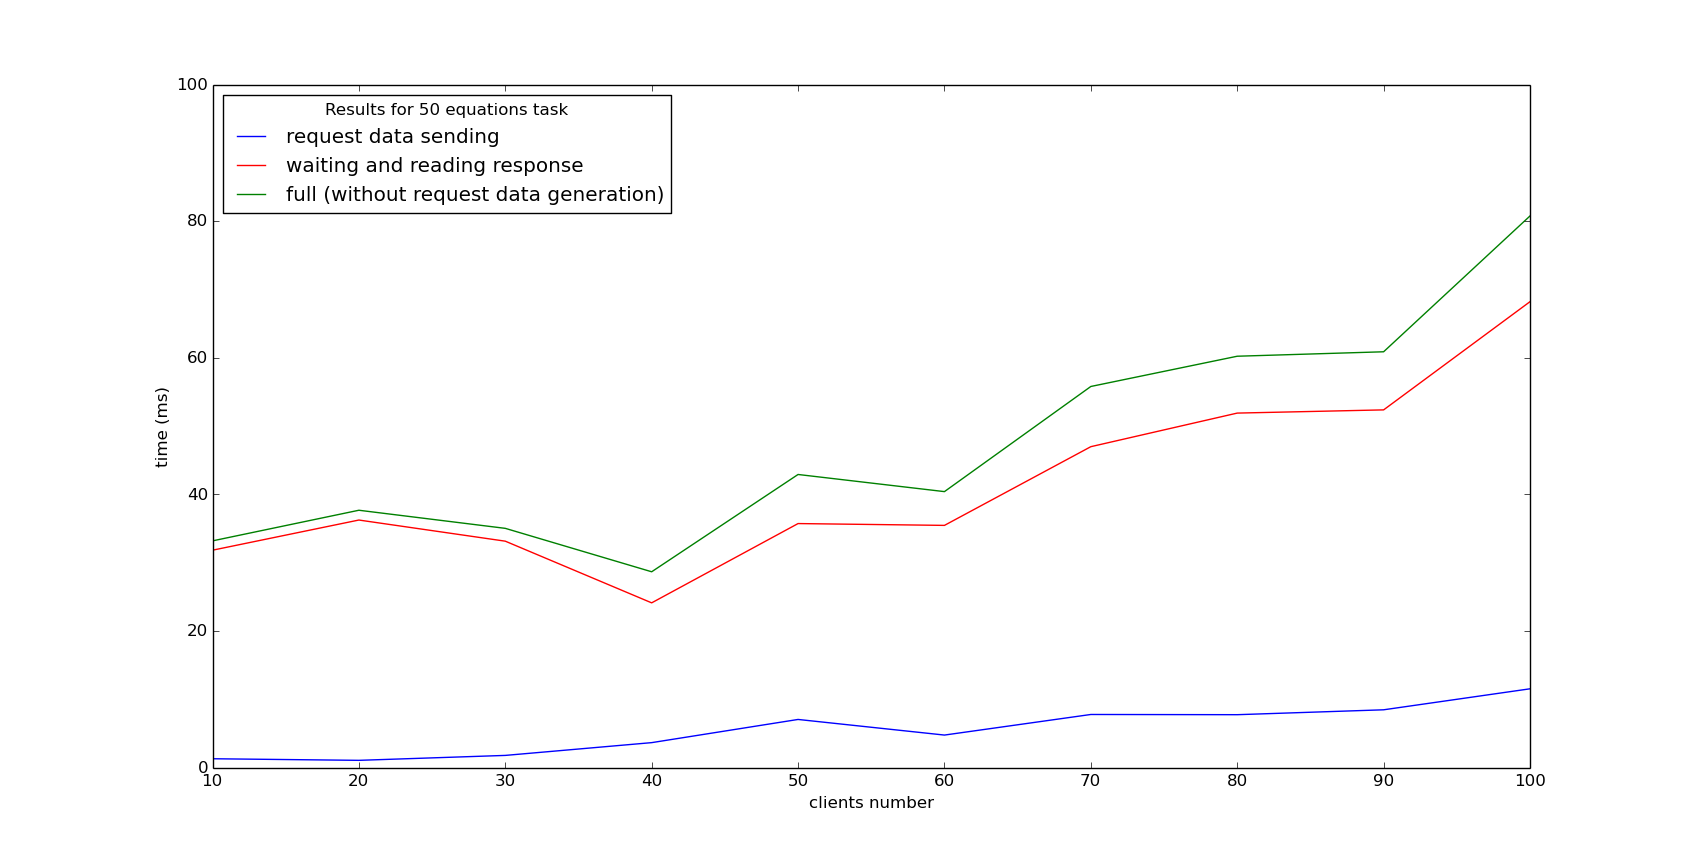 Results for 50 equations task
request data sending
waiting and reading response
full (without request data generation)
100
80
60
40
20
0
time (ms)
10 20 30 40 50 60 70 80 90 100
clients number